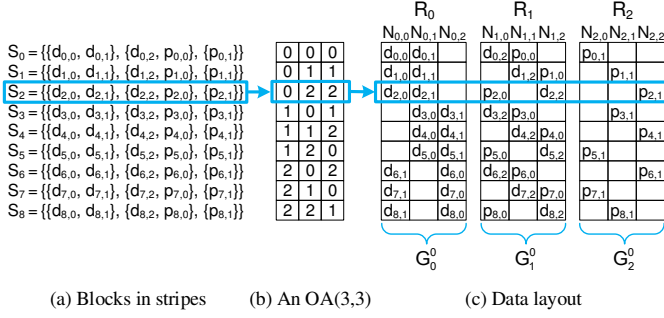 R0 R1 R2
N0,0 N0,1 N0,2 N1,0 N1,1 N1,2 N2,0 N2,1 N2,2
S0 = {{d0,0, d0,1}, {d0,2, p0,0}, {p0,1}} 0 0 0 d0,0 d0,1 d0,2 p0,0 p0,1
S1 = {{d1,0, d1,1}, {d1,2, p1,0}, {p1,1}} 0 1 1 d1,0 d1,1 d1,2 p1,0 p1,1
S2 = {{d2,0, d2,1}, {d2,2, p2,0}, {p2,1}} 0 2 2 d2,0 d2,1 p2,0 d2,2 p2,1
S3 = {{d3,0, d3,1}, {d3,2, p3,0}, {p3,1}} 1 0 1 d3,0 d3,1 d3,2 p3,0 p3,1
S4 = {{d4,0, d4,1}, {d4,2, p4,0}, {p4,1}} 1 1 2 d4,0 d4,1 d4,2 p4,0 p4,1
S5 = {{d5,0, d5,1}, {d5,2, p5,0}, {p5,1}} 1 2 0 d5,0 d5,1 p5,0 d5,2 p5,1
S6 = {{d6,0, d6,1}, {d6,2, p6,0}, {p6,1}} 2 0 2 d6,1 d6,0 d6,2 p6,0 p6,1
S7 = {{d7,0, d7,1}, {d7,2, p7,0}, {p7,1}} 2 1 0 d7,1 d7,0 d7,2 p7,0 p7,1
S8 = {{d8,0, d8,1}, {d8,2, p8,0}, {p8,1}} 2 2 1 d8,1 d8,0 p8,0 d8,2 p8,1
G⁰0 G⁰1 G⁰2
(a) Blocks in stripes (b) An OA(3,3) (c) Data layout